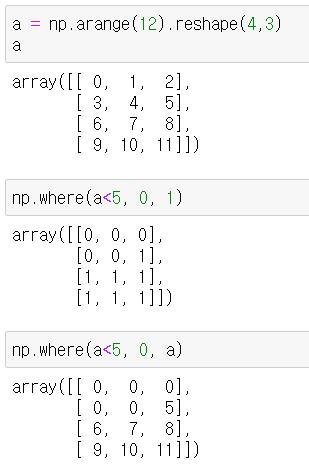 a = np.arange(12).reshape(4,3)
a
array([[ 0,  1,  2],
       [ 3,  4,  5],
       [ 6,  7,  8],
       [ 9, 10, 11]])
np.where(a<5, 0, 1)
array([[0, 0, 0],
       [0, 0, 1],
       [1, 1, 1],
       [1, 1, 1]])
np.where(a<5, 0, a)
array([[ 0,  0,  0],
       [ 0,  0,  5],
       [ 6,  7,  8],
       [ 9, 10, 11]])